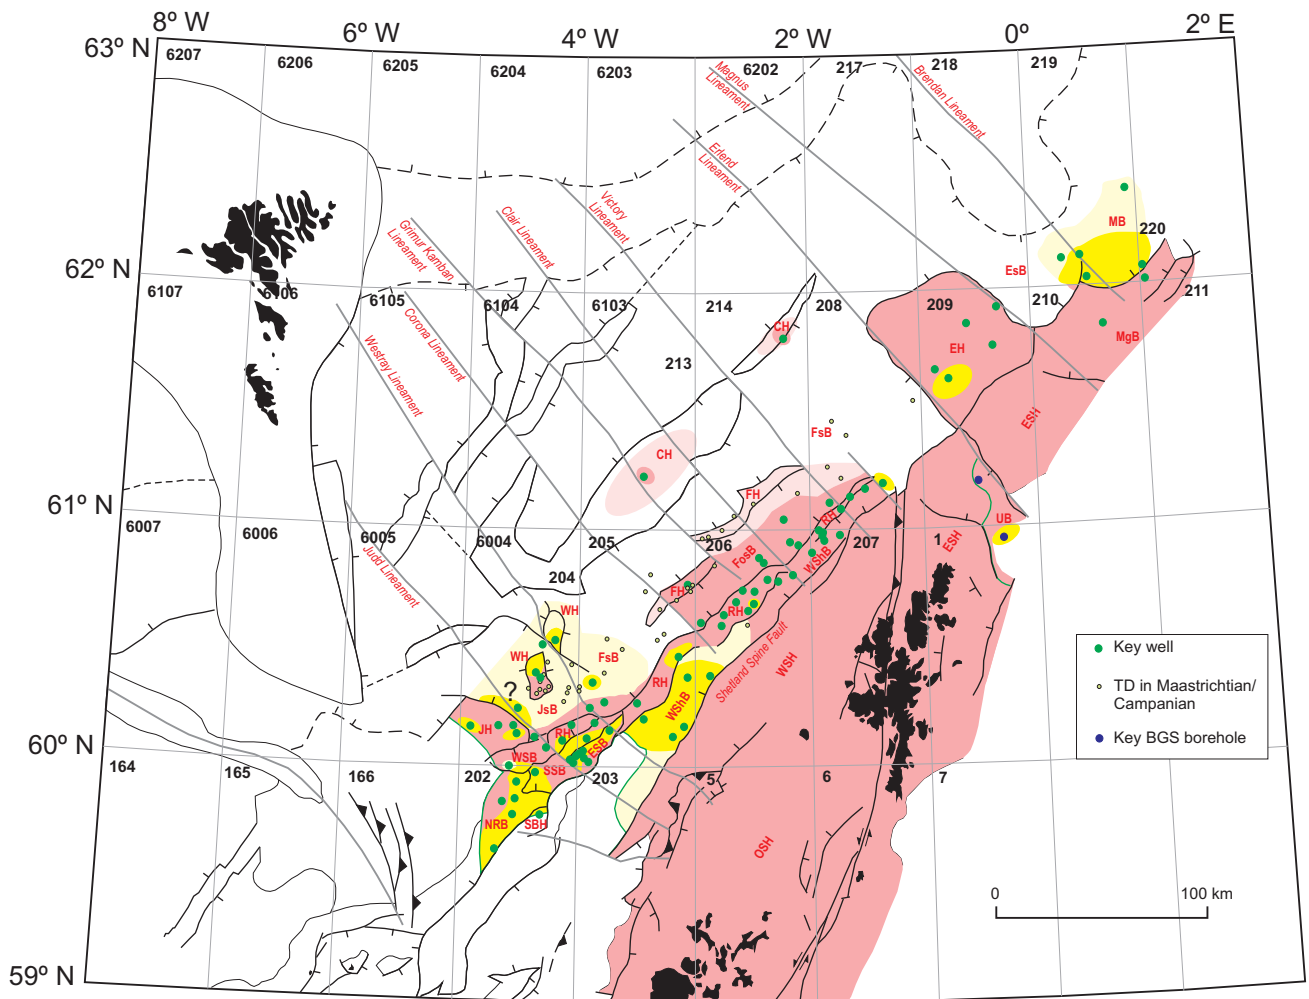 8º W
6º W
4º W
2º W
0º
2º E
63º N
6207
6206
6205
6204
6203
6202
217
218
219
Magnus
Lineament
Brendan Lineament
Erlend
Lineament
Victory
Lineament
Clair Lineament
Grimur Kamban
Lineament
MB
220
EsB
62º N
6107
6106
6105
6104
6103
214
208
209
210
211
Corona Lineament
Westray Lineament
CH
EH
MgB
213
ESH
FsB
CH
61º N
6007
6006
6005
6004
205
206
207
1
FH
RH
UB
ESH
WShB
FosB
Judd Lineament
204
FH
RH
WH
WH
FsB
Shetland Spine Fault
WSH
?
RH
WShB
JsB
JH
RH
ESB
60º N
WSB
SSB
164
165
166
202
203
5
6
7
NRB
SBH
OSH
59º N
Key well
TD in Maastrichtian/
Campanian
Key BGS borehole
0
100 km